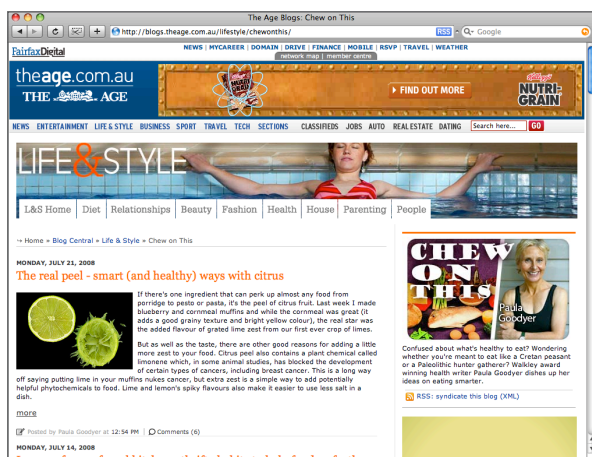 The Age Blogs: Chew on This
http://blogs.theage.com.au/lifestyle/chewonthis/
RSS
Google
FairfaxDigital
NEWS | MYCAREER | DOMAIN | DRIVE | FINANCE | MOBILE | RSVP | TRAVEL | WEATHER
network map | member centre
theage.com.au
THE AGE
NUTRI GRAIN
FIND OUT MORE
Kellogg's
NUTRI-GRAIN
NEWS ENTERTAINMENT LIFE & STYLE BUSINESS SPORT TRAVEL TECH SECTIONS CLASSIFIEDS JOBS AUTO REAL ESTATE DATING Search here... GO
LIFE&STYLE
L&S Home Diet Relationships Beauty Fashion Health House Parenting People
Home » Blog Central » Life & Style » Chew on This
MONDAY, JULY 21, 2008
The real peel - smart (and healthy) ways with citrus
If there's one ingredient that can perk up almost any food from
porridge to pesto or pasta, it's the peel of citrus fruit. Last week I made
blueberry and cornmeal muffins and while the cornmeal was great (it
adds a good grainy texture and bright yellow colour), the real star was
the added flavour of grated lime zest from our first ever crop of limes.
But as well as the taste, there are other good reasons for adding a little
more zest to your food. Citrus peel also contains a plant chemical called
limonene which, in some animal studies, has blocked the development
of certain types of cancers, including breast cancer. This is a long way
off saying putting lime in your muffins nukes cancer, but extra zest is a simple way to add potentially
helpful phytochemicals to food. Lime and lemon's spiky flavours also make it easier to use less salt in a
dish.
more
Posted by Paula Goodyer at 12:54 PM | Comments (6)
MONDAY, JULY 14, 2008
CHEW
ON
THIS
Paula
Goodyer
Confused about what's healthy to eat? Wondering
whether you're meant to eat like a Cretan peasant
or a Paleolithic hunter gatherer? Walkley award
winning health writer Paula Goodyer dishes up her
ideas on eating smarter.
RSS: syndicate this blog (XML)